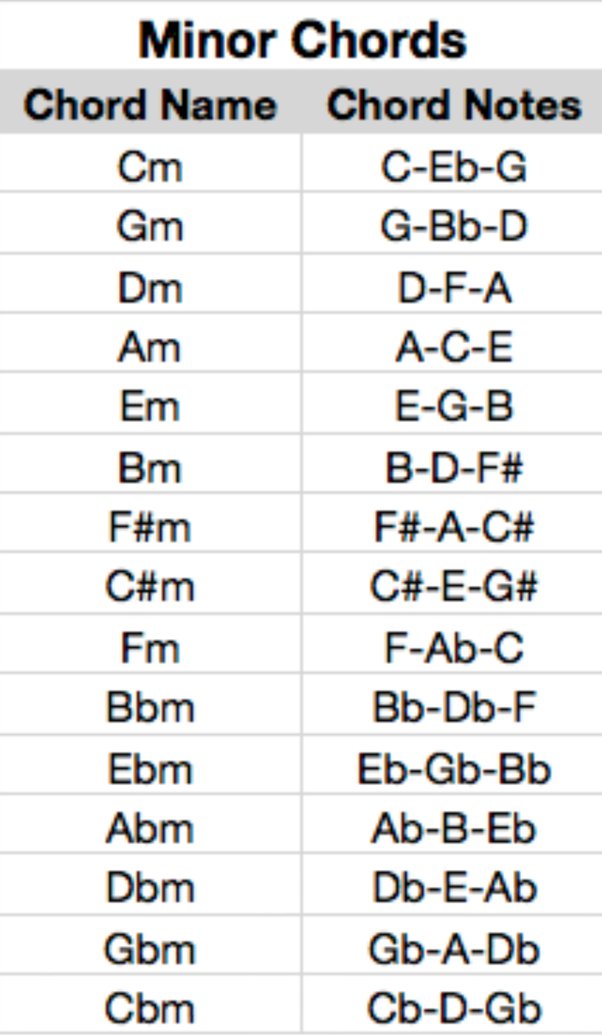 Minor Chords
Chord Name Chord Notes
Cm C-Eb-G
Gm G-Bb-D
Dm D-F-A
Am A-C-E
Em E-G-B
Bm B-D-F#
F#m F#-A-C#
C#m C#-E-G#
Fm F-Ab-C
Bbm Bb-Db-F
Ebm Eb-Gb-Bb
Abm Ab-B-Eb
Dbm Db-E-Ab
Gbm Gb-A-Db
Cbm Cb-D-Gb